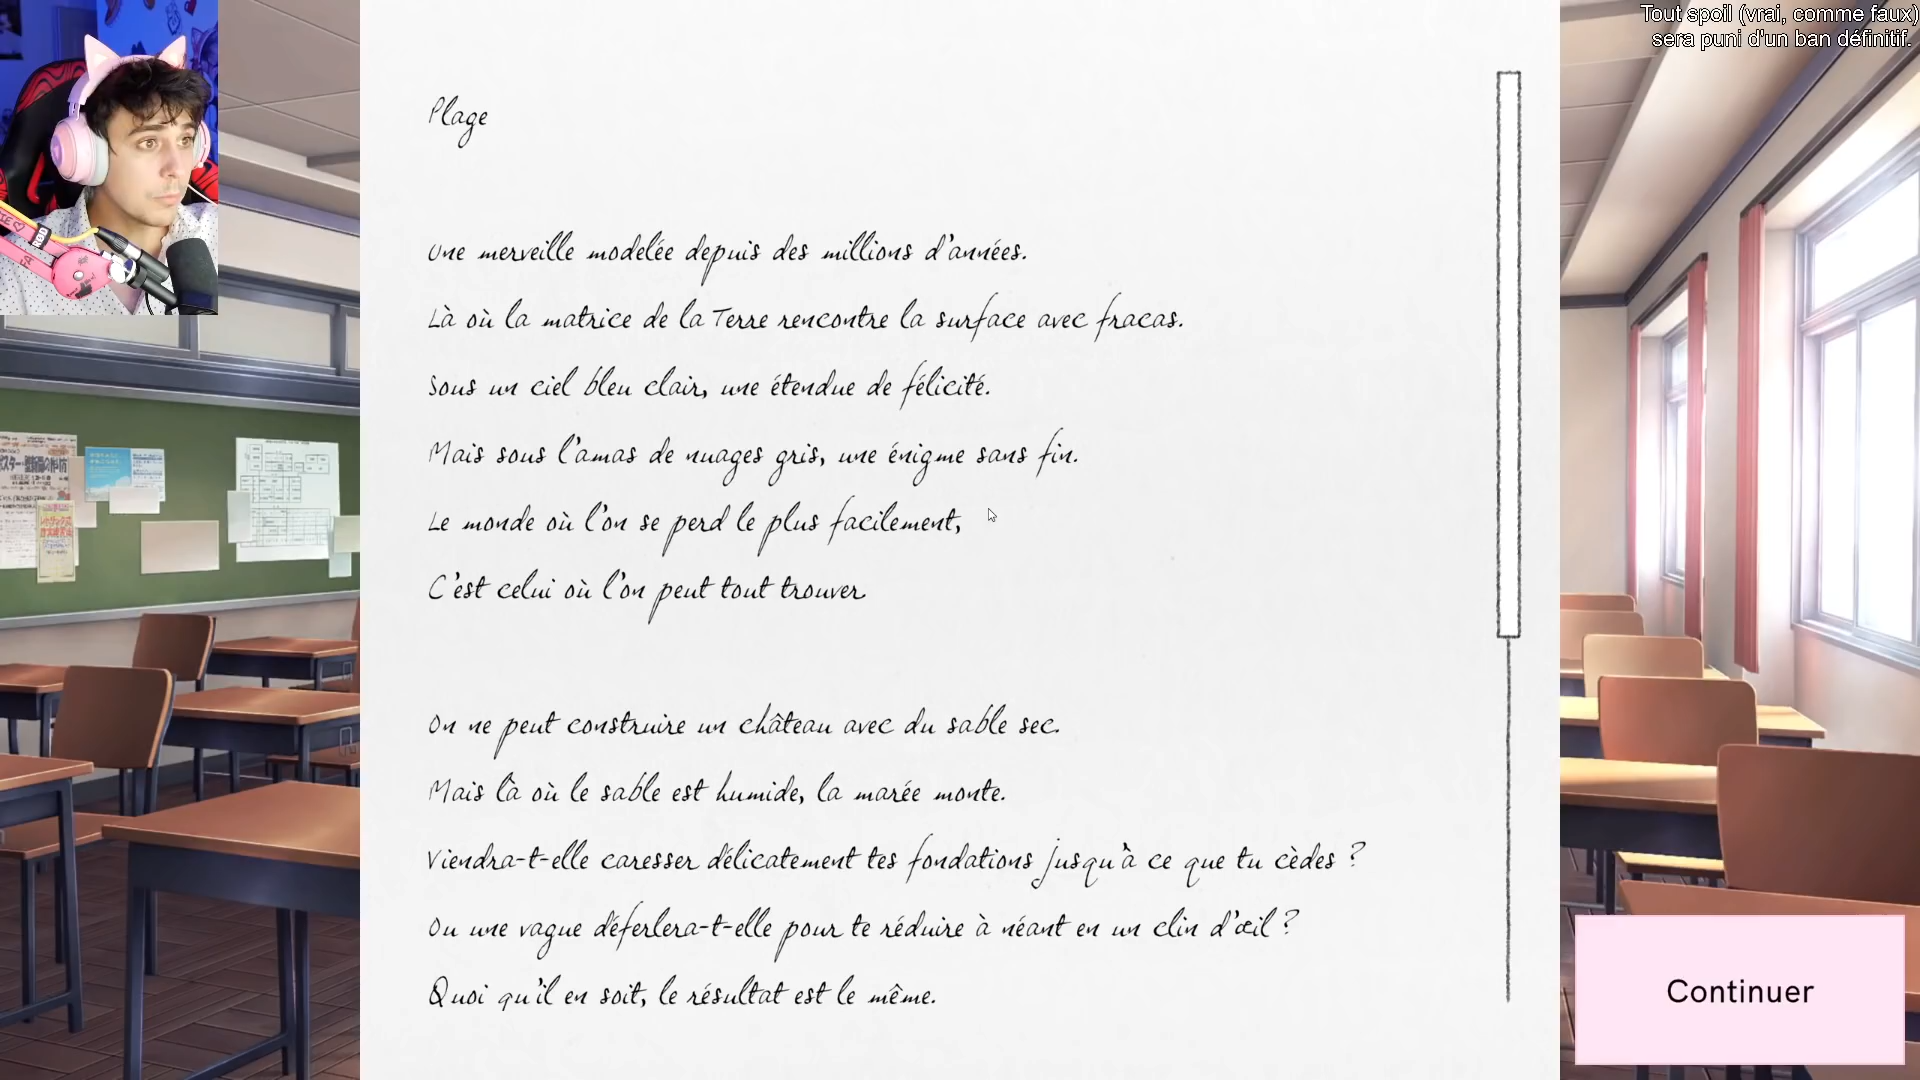 Tout spoil (vrai, comme faux)
sera puni d'un ban définitif.
Plage
Une merveille modelée depuis des millions d'années.
Là où la matrice de la Terre rencontre la surface avec fracas.
Sous un ciel bleu clair, une étendue de félicité.
Mais sous l'amas de nuages gris, une énigme sans fin.
Le monde où l'on se perd le plus facilement,
C'est celui où l'on peut tout trouver
On ne peut construire un château avec du sable sec.
Mais là où le sable est humide, la marée monte.
Viendra-t-elle caresser délicatement tes fondations jusqu'à ce que tu cèdes ?
Ou une vague déferlera-t-elle pour te réduire à néant en un clin d'œil ?
Quoi qu'il en soit, le résultat est le même.
Continuer